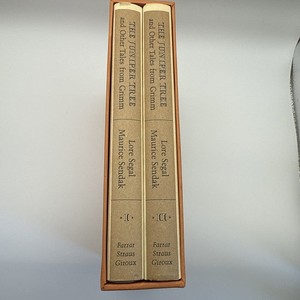 THE JUNIPER TREE
and Other Tales from Grimm
Lore Segal
Maurice Sendak
·I·
Farrar
Straus
Giroux
THE JUNIPER TREE
and Other Tales from Grimm
Lore Segal
Maurice Sendak
·II·
Farrar
Straus
Giroux